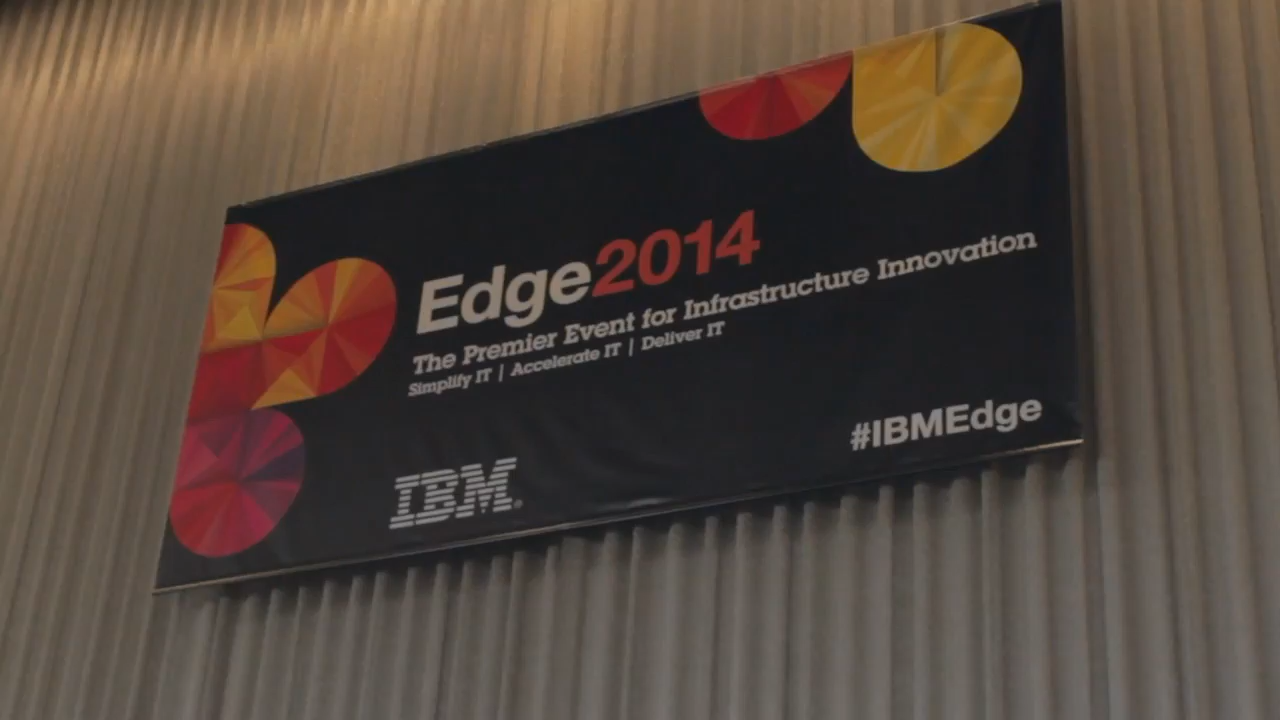 Edge2014
The Premier Event for Infrastructure Innovation
Simplify IT | Accelerate IT | Deliver IT
#IBMEdge
IBM®